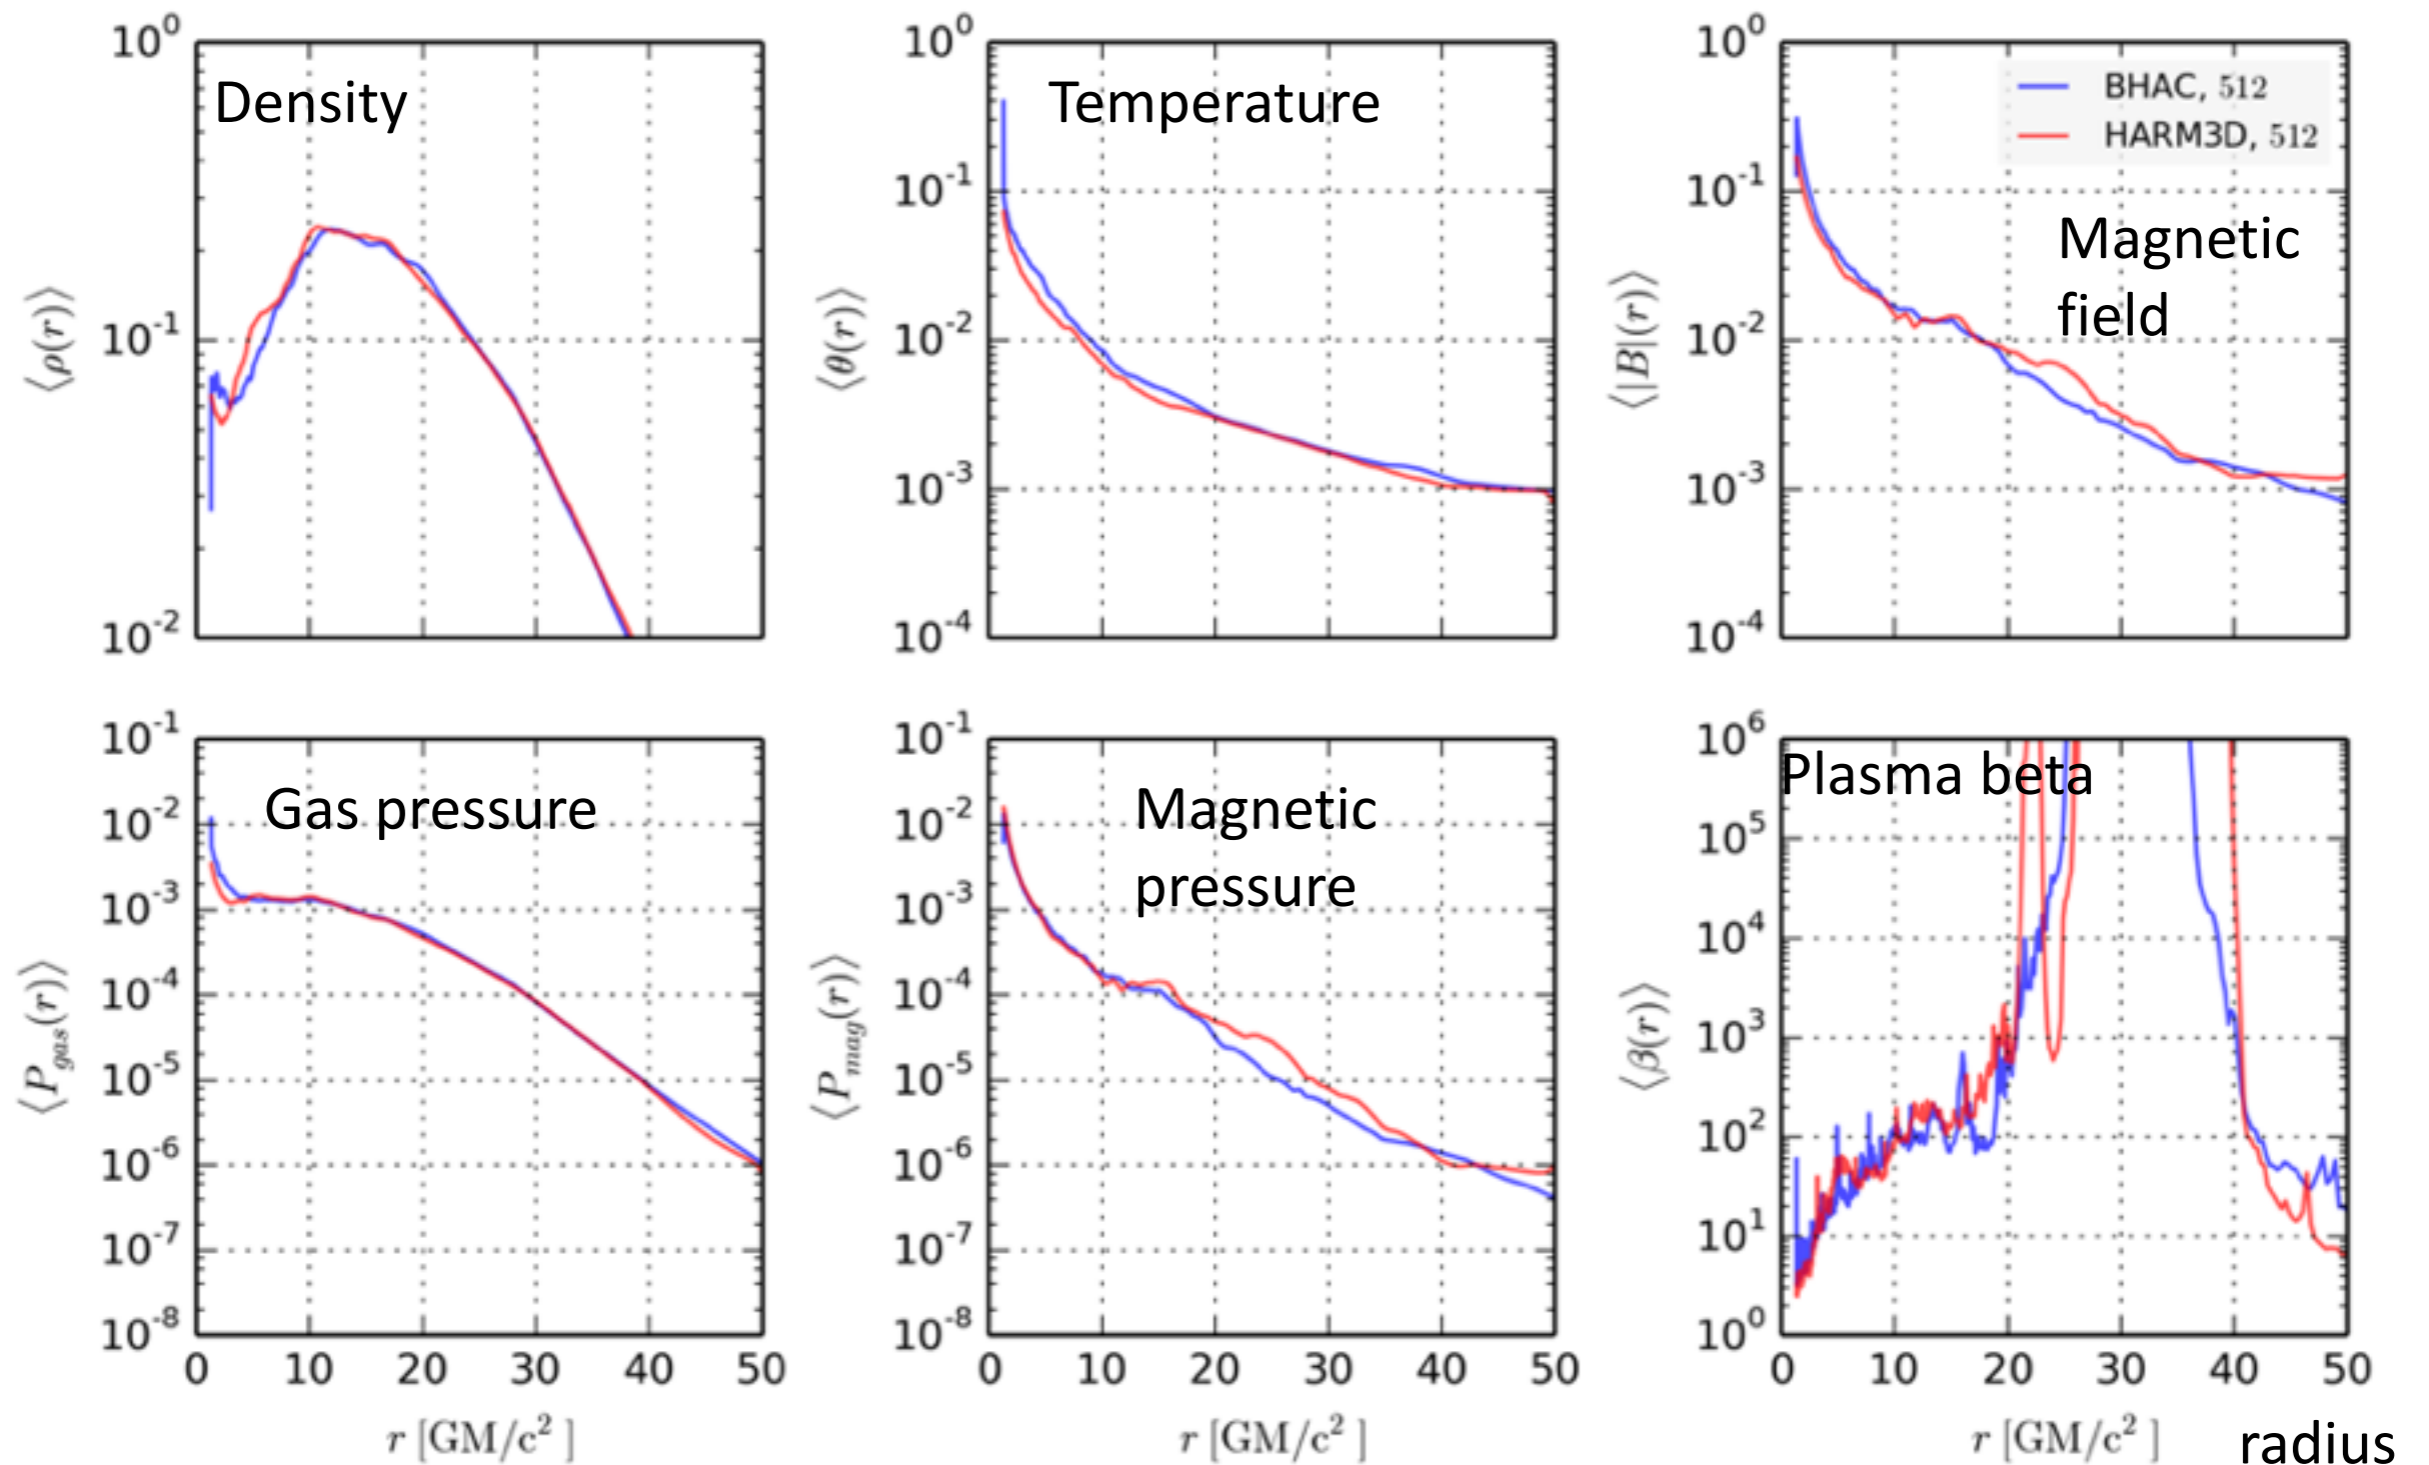 Density
10^0
10^-1
10^-2
⟨ρ(r)⟩
Temperature
10^0
10^-1
10^-2
10^-3
10^-4
⟨θ(r)⟩
BHAC, 512
HARM3D, 512
Magnetic
field
10^0
10^-1
10^-2
10^-3
10^-4
⟨|B|(r)⟩
Gas pressure
10^-1
10^-2
10^-3
10^-4
10^-5
10^-6
10^-7
10^-8
⟨P_gas(r)⟩
0 10 20 30 40 50
r [GM/c^2 ]
Magnetic
pressure
10^-1
10^-2
10^-3
10^-4
10^-5
10^-6
10^-7
10^-8
⟨P_mag(r)⟩
0 10 20 30 40 50
r [GM/c^2 ]
Plasma beta
10^6
10^5
10^4
10^3
10^2
10^1
10^0
⟨β(r)⟩
0 10 20 30 40 50
r [GM/c^2 ]
radius